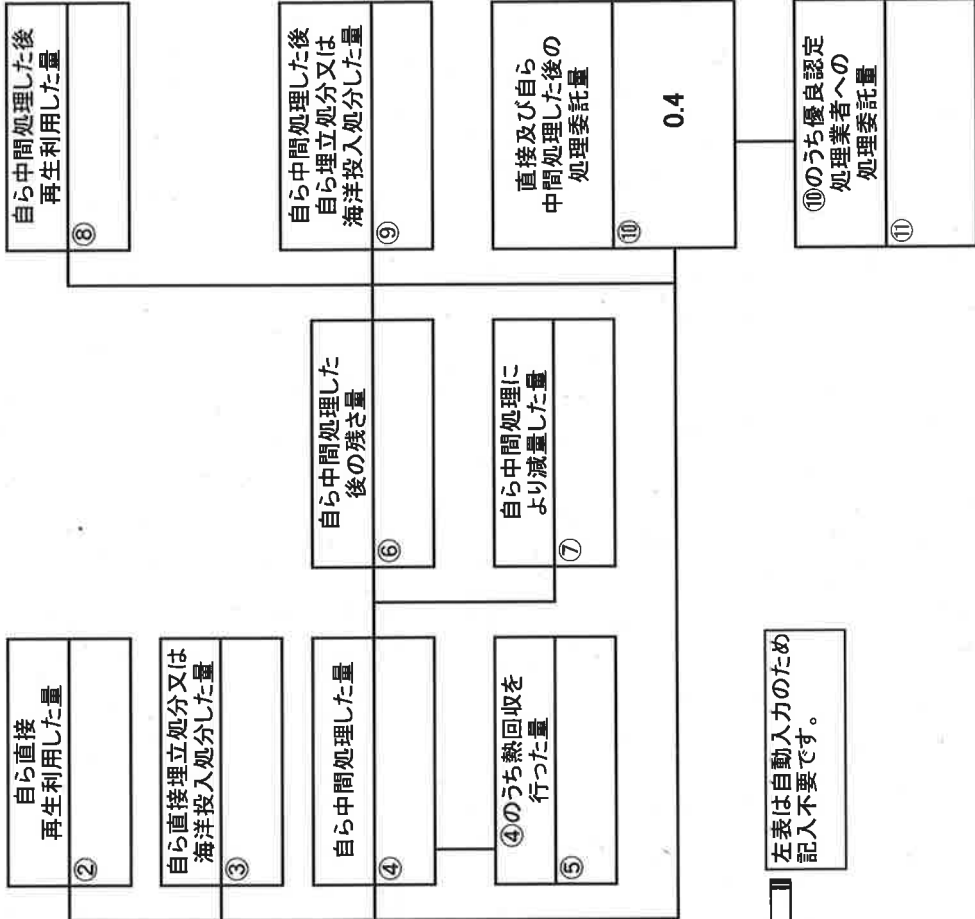 自ら直接
再生利用した量
②
自ら直接埋立処分又は
海洋投入処分した量
③
自ら中間処理した量
④
④のうち熱回収を
行った量
⑤
自ら中間処理した
後の残さ量
⑥
自ら中間処理に
より減量した量
⑦
自ら中間処理した後
再生利用した量
⑧
自ら中間処理した後
自ら埋立処分又は
海洋投入処分した量
⑨
直接及び自ら
中間処理した後の
処理委託量
⑩
0.4
⑩のうち優良認定
処理業者への
処理委託量
⑪
左表は自動入力のため
記入不要です。